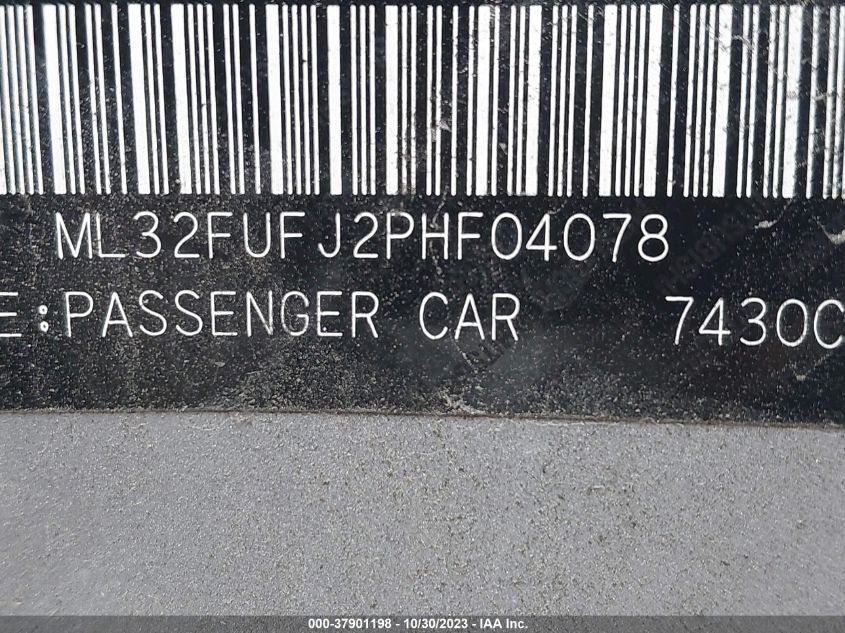 ML32FUFJ2PHF04078
E:PASSENGER CAR 7430C
000-37901198 - 10/30/2023 - IAA Inc.